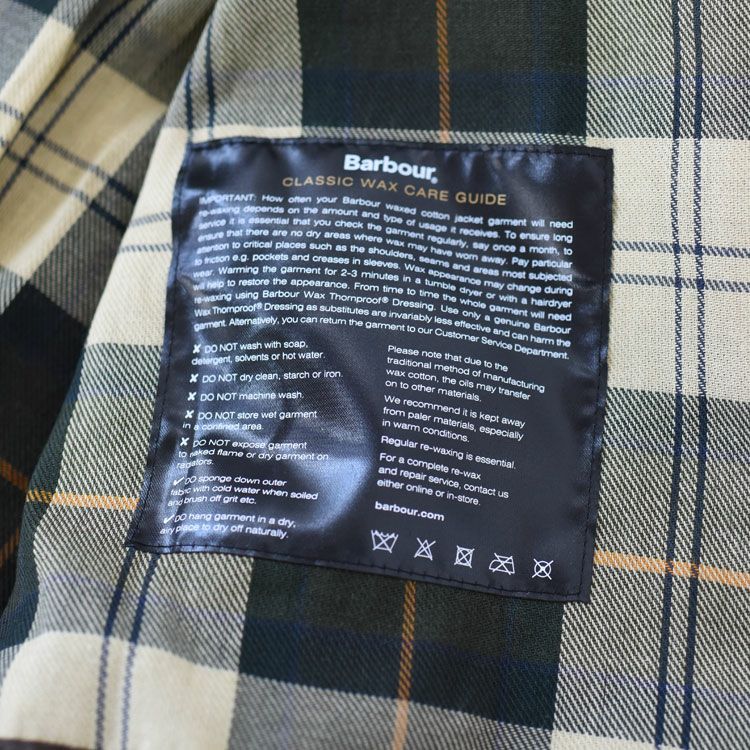 Barbour®
CLASSIC WAX CARE GUIDE
IMPORTANT: How often your Barbour waxed cotton jacket garment will need
re-waxing depends on the amount and type of usage it receives. To ensure long
service it is essential that you check the garment regularly, say once a month, to
ensure that there are no dry areas where wax may have worn away. Pay particular
attention to critical places such as the shoulders, seams and areas most subjected
to friction e.g. pockets and creases in sleeves. Wax appearance may change during
wear. Warming the garment for 2-3 minutes in a tumble dryer or with a hairdryer
will help to restore the appearance. From time to time the whole garment will need
re-waxing using Barbour Wax Thornproof® Dressing. Use only a genuine Barbour
Wax Thornproof® Dressing as substitutes are invariably less effective and can harm the
garment. Alternatively, you can return the garment to our Customer Service Department.
✗ DO NOT wash with soap,
detergent, solvents or hot water.
✗ DO NOT dry clean, starch or iron.
✗ DO NOT machine wash.
✗ DO NOT store wet garment
in a confined area.
✗ DO NOT expose garment
to naked flame or dry garment on
radiators.
✓ DO sponge down outer
fabric with cold water when soiled
and brush off grit etc.
✓ DO hang garment in a dry,
airy place to dry off naturally.
Please note that due to the
traditional method of manufacturing
wax cotton, the oils may transfer
on to other materials.
We recommend it is kept away
from paler materials, especially
in warm conditions.
Regular re-waxing is essential.
For a complete re-wax
and repair service, contact us
either online or in-store.
barbour.com